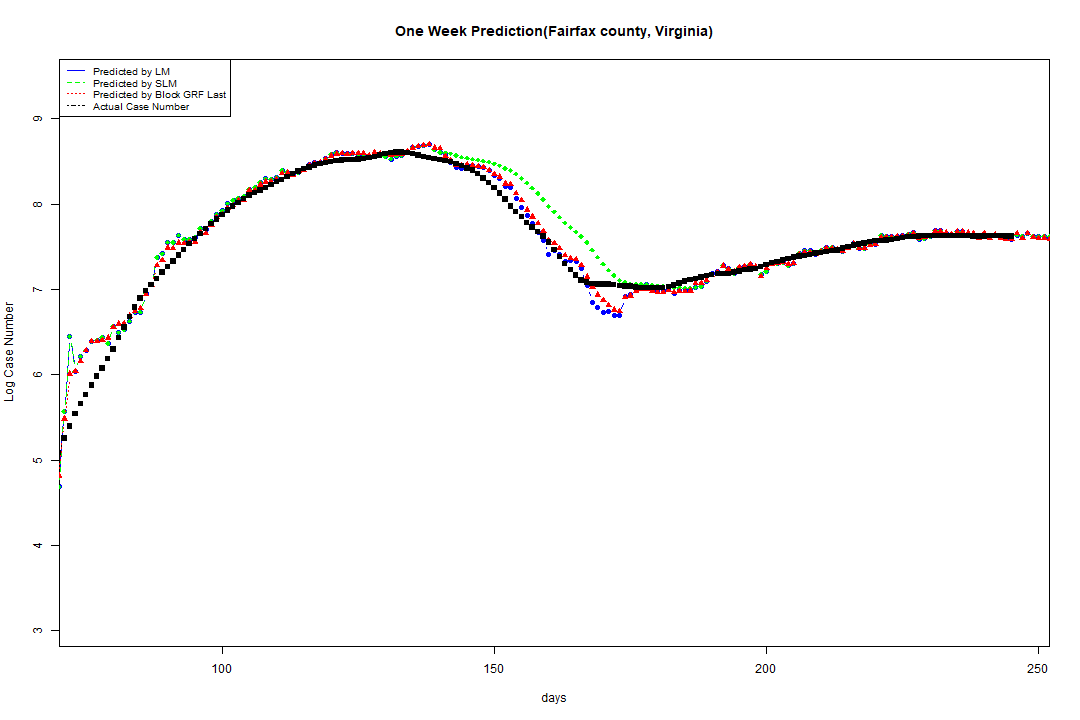 One Week Prediction(Fairfax county, Virginia)
Predicted by LM
Predicted by SLM
Predicted by Block GRF Last
Actual Case Number
9
8
7
6
5
4
3
Log Case Number
100
150
200
250
days